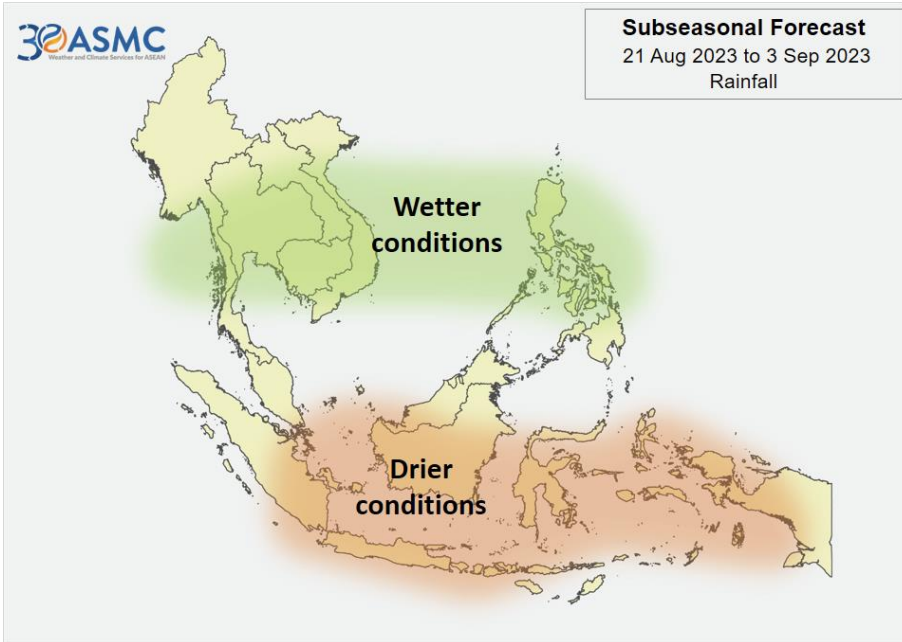 30 ASMC
Weather and Climate Services for ASEAN
Subseasonal Forecast
21 Aug 2023 to 3 Sep 2023
Rainfall
Wetter
conditions
Drier
conditions